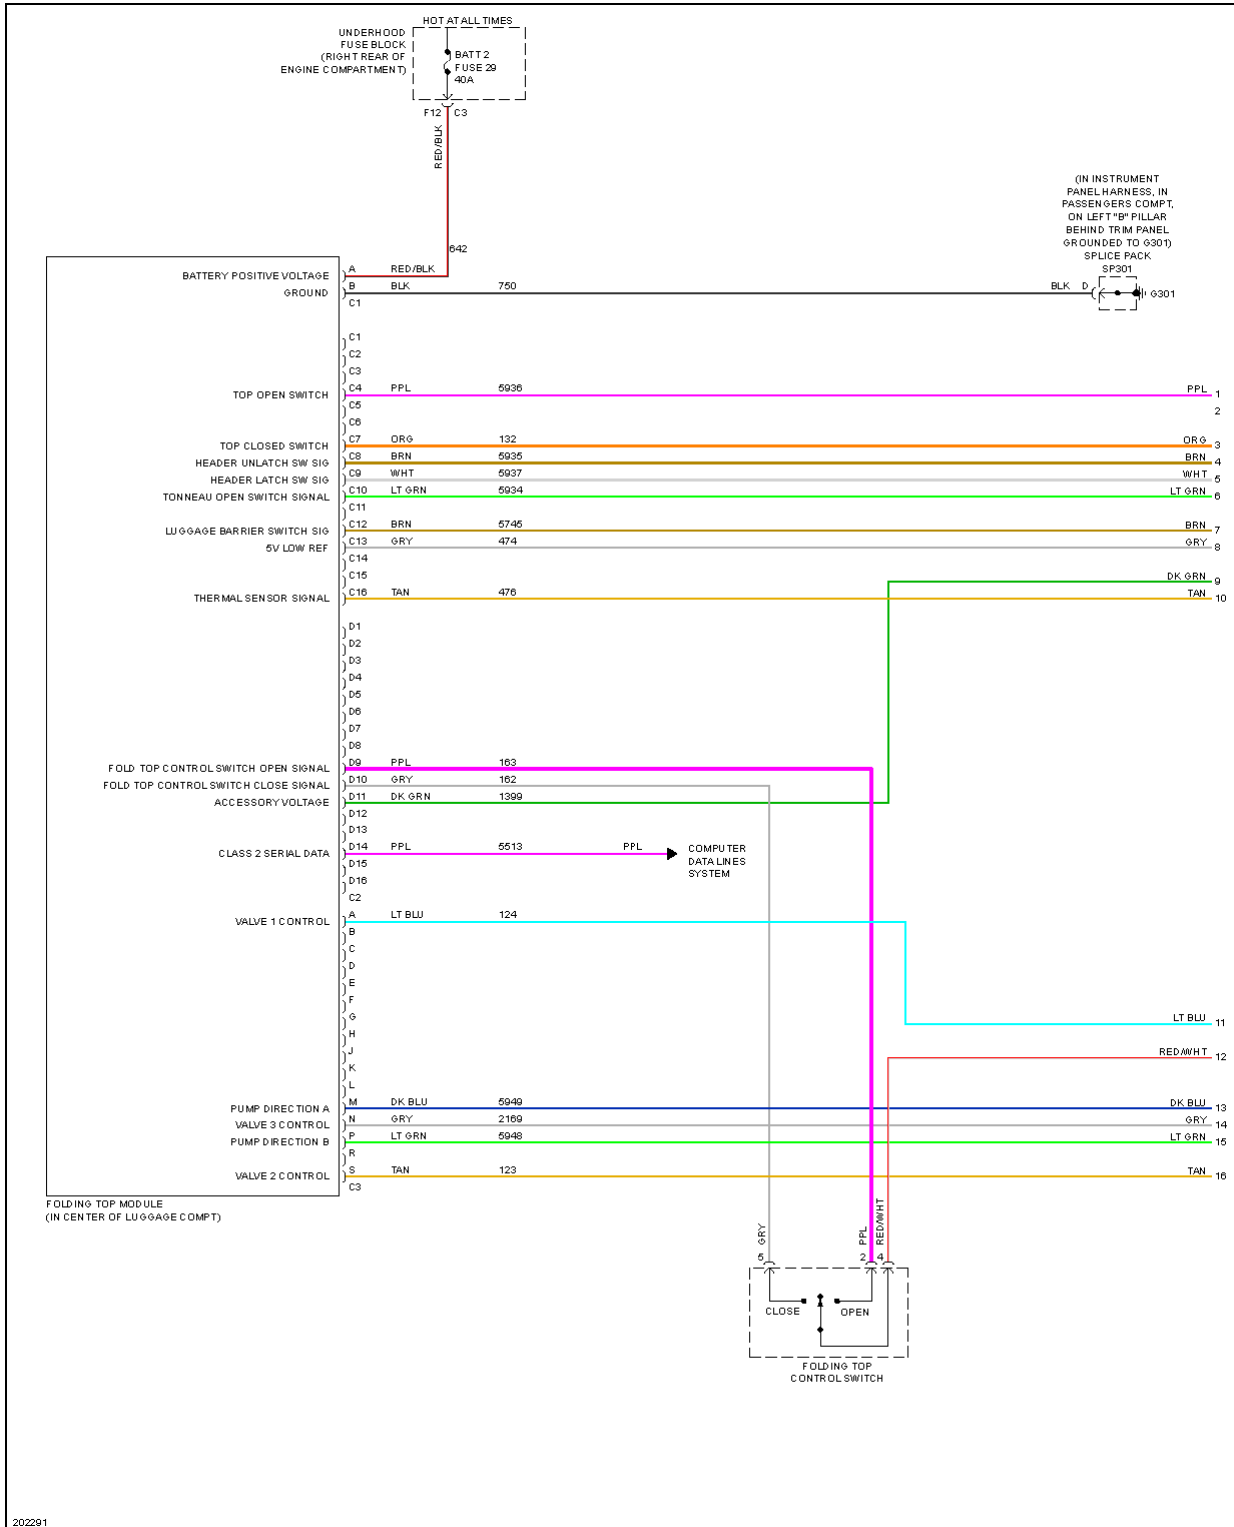 HOT AT ALL TIMES
UNDERHOOD
FUSE BLOCK
(RIGHT REAR OF
ENGINE COMPARTMENT)
BATT 2
FUSE 29
40A
F12 C3
RED/BLK
642
(IN INSTRUMENT
PANEL HARNESS, IN
PASSENGERS COMPT,
ON LEFT "B" PILLAR
BEHIND TRIM PANEL
GROUNDED TO G301)
SPLICE PACK
SP301
BATTERY POSITIVE VOLTAGE A RED/BLK
GROUND B BLK 750 BLK D G301
C1
C1
C2
C3
TOP OPEN SWITCH C4 PPL 5936 PPL 1
C5 2
C6
TOP CLOSED SWITCH C7 ORG 132 ORG 3
HEADER UNLATCH SW SIG C8 BRN 5935 BRN 4
HEADER LATCH SW SIG C9 WHT 5937 WHT 5
TONNEAU OPEN SWITCH SIGNAL C10 LT GRN 5934 LT GRN 6
C11
LUGGAGE BARRIER SWITCH SIG C12 BRN 5745 BRN 7
5V LOW REF C13 GRY 474 GRY 8
C14
C15 DK GRN 9
THERMAL SENSOR SIGNAL C16 TAN 476 TAN 10
D1
D2
D3
D4
D5
D6
D7
D8
FOLD TOP CONTROL SWITCH OPEN SIGNAL D9 PPL 163
FOLD TOP CONTROL SWITCH CLOSE SIGNAL D10 GRY 162
ACCESSORY VOLTAGE D11 DK GRN 1399
D12
D13
CLASS 2 SERIAL DATA D14 PPL 5513 PPL
COMPUTER
DATA LINES
SYSTEM
D15
D16
C2
VALVE 1 CONTROL A LT BLU 124
B
C
D
E
F
G
LT BLU 11
H
J
RED/WHT 12
K
L
PUMP DIRECTION A M DK BLU 5949 DK BLU 13
VALVE 3 CONTROL N GRY 2169 GRY 14
PUMP DIRECTION B P LT GRN 5948 LT GRN 15
R
VALVE 2 CONTROL S TAN 123 TAN 16
C3
FOLDING TOP MODULE
(IN CENTER OF LUGGAGE COMPT)
GRY PPL RED/WHT
5 2 4
CLOSE OPEN
FOLDING TOP
CONTROL SWITCH
202291